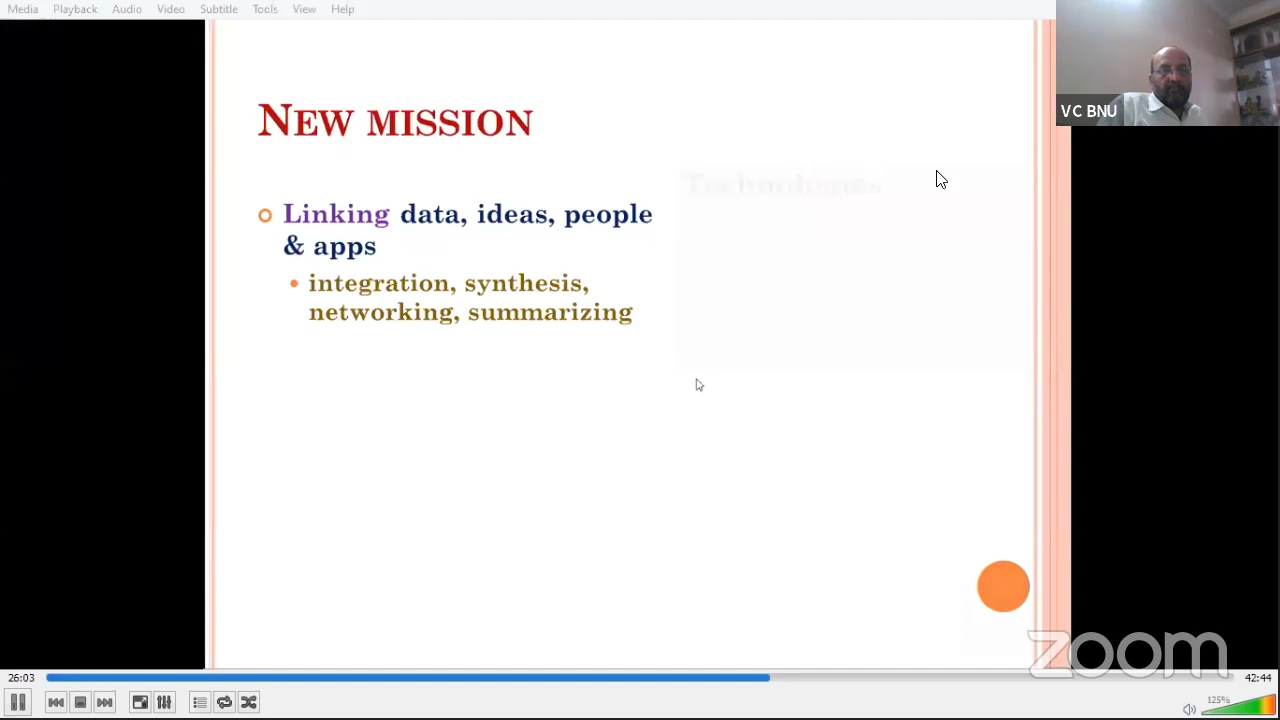 Media Playback Audio Video Subtitle Tools View Help
VC BNU
NEW MISSION
Technologies
Linking data, ideas, people
& apps
integration, synthesis,
networking, summarizing
zoom
26:03
42:44
125%